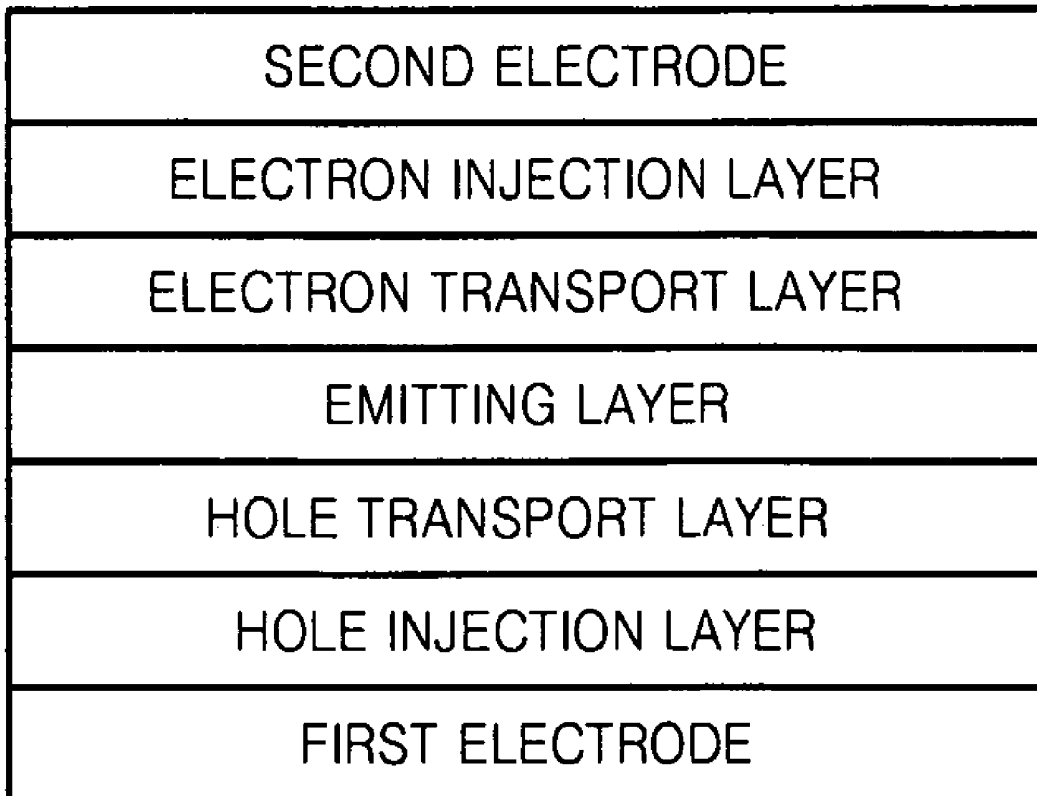 SECOND ELECTRODE
ELECTRON INJECTION LAYER
ELECTRON TRANSPORT LAYER
EMITTING LAYER
HOLE TRANSPORT LAYER
HOLE INJECTION LAYER
FIRST ELECTRODE